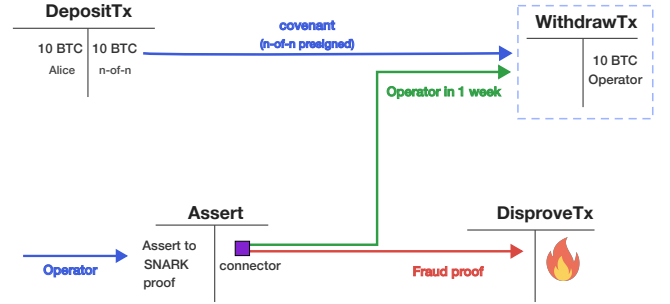 DepositTx
10 BTC
Alice
10 BTC
n-of-n
covenant
(n-of-n presigned)
WithdrawTx
10 BTC
Operator
Operator in 1 week
Operator
Assert
Assert to
SNARK
proof
connector
Fraud proof
DisproveTx